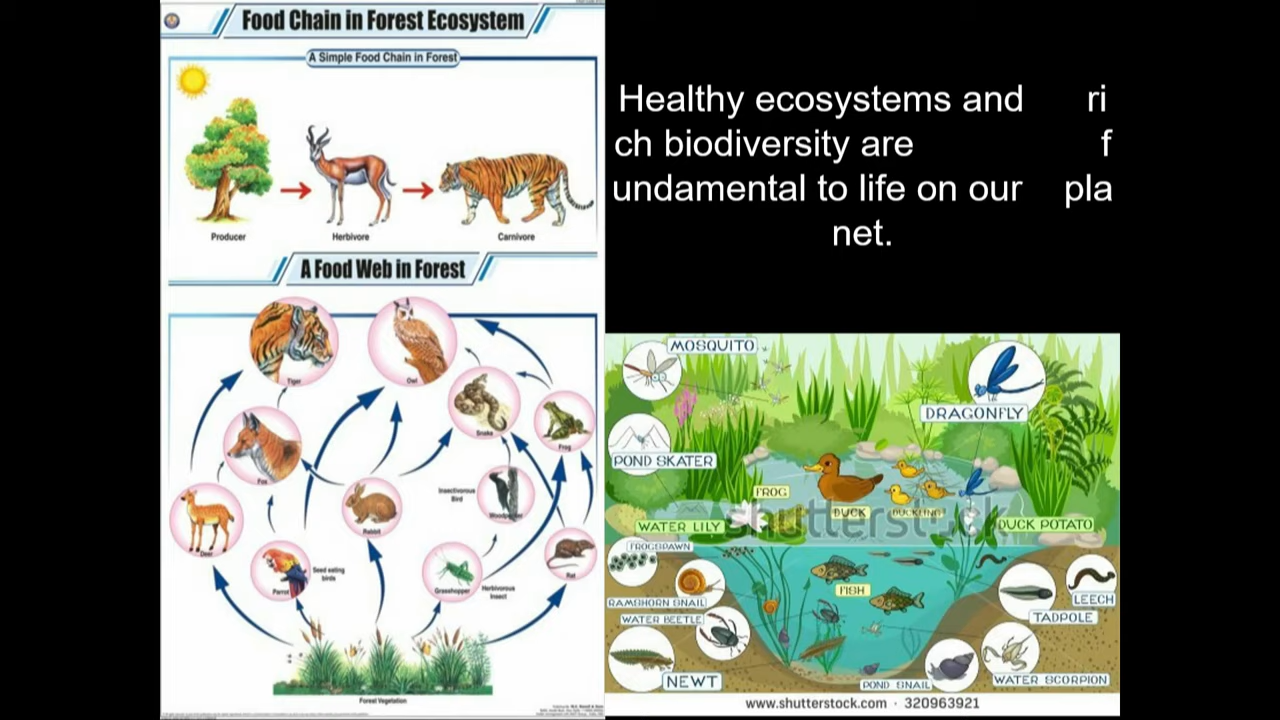 Food Chain in Forest Ecosystem
A Simple Food Chain in Forest
Producer
Herbivore
Carnivore
A Food Web in Forest
Tiger
Owl
Snake
Frog
Fox
Insectivorous
Bird
Woodpecker
Rabbit
Deer
Rat
Parrot
Seed eating
birds
Grasshopper
Herbivorous
Insect
Forest Vegetation
Healthy ecosystems and ri
ch biodiversity are f
undamental to life on our pla
net.
MOSQUITO
DRAGONFLY
POND SKATER
FROG
DUCK
DUCKLING
WATER LILY
DUCK POTATO
shutterstock
FROGSPAWN
FISH
LEECH
RAMSHORN SNAIL
TADPOLE
WATER BEETLE
NEWT
POND SNAIL
WATER SCORPION
www.shutterstock.com · 320963921